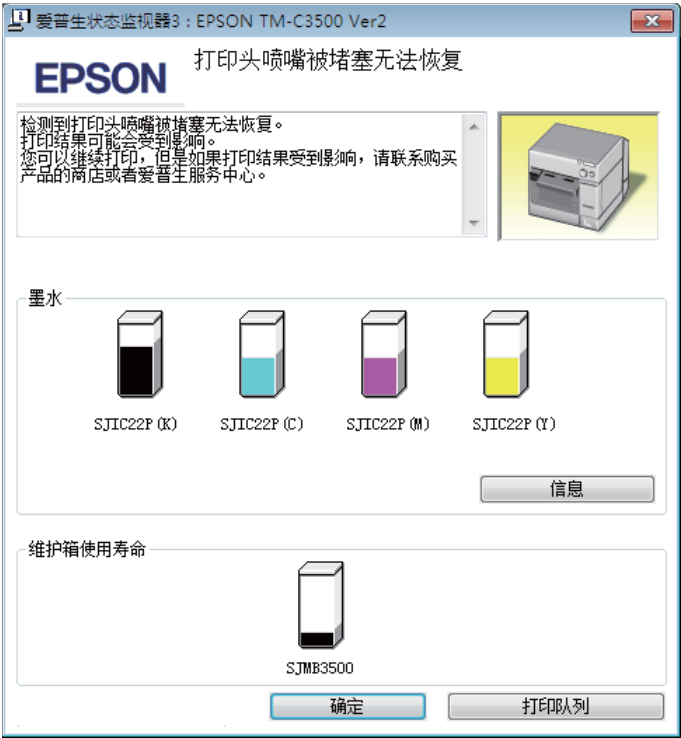 爱普生状态监视器3 : EPSON TM-C3500 Ver2
EPSON
打印头喷嘴被堵塞无法恢复
检测到打印头喷嘴被堵塞无法恢复。
打印结果可能会受到影响。
您可以继续打印，但是如果打印结果受到影响，请联系购买
产品的商店或者爱普生服务中心。
墨水
SJIC22P(K)
SJIC22P(C)
SJIC22P(M)
SJIC22P(Y)
信息
维护箱使用寿命
SJMB3500
确定
打印队列